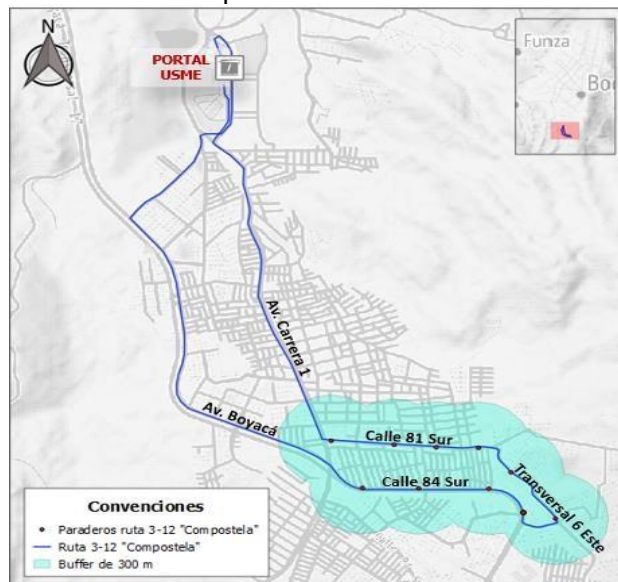 N
PORTAL
USME
Funza
Bo
Av. Carrera 1
Av. Boyacá
Calle 81 Sur
Calle 84 Sur
Transversal 6 Este
Convenciones
Paraderos ruta 3-12 "Compostela"
Ruta 3-12 "Compostela"
Buffer de 300 m